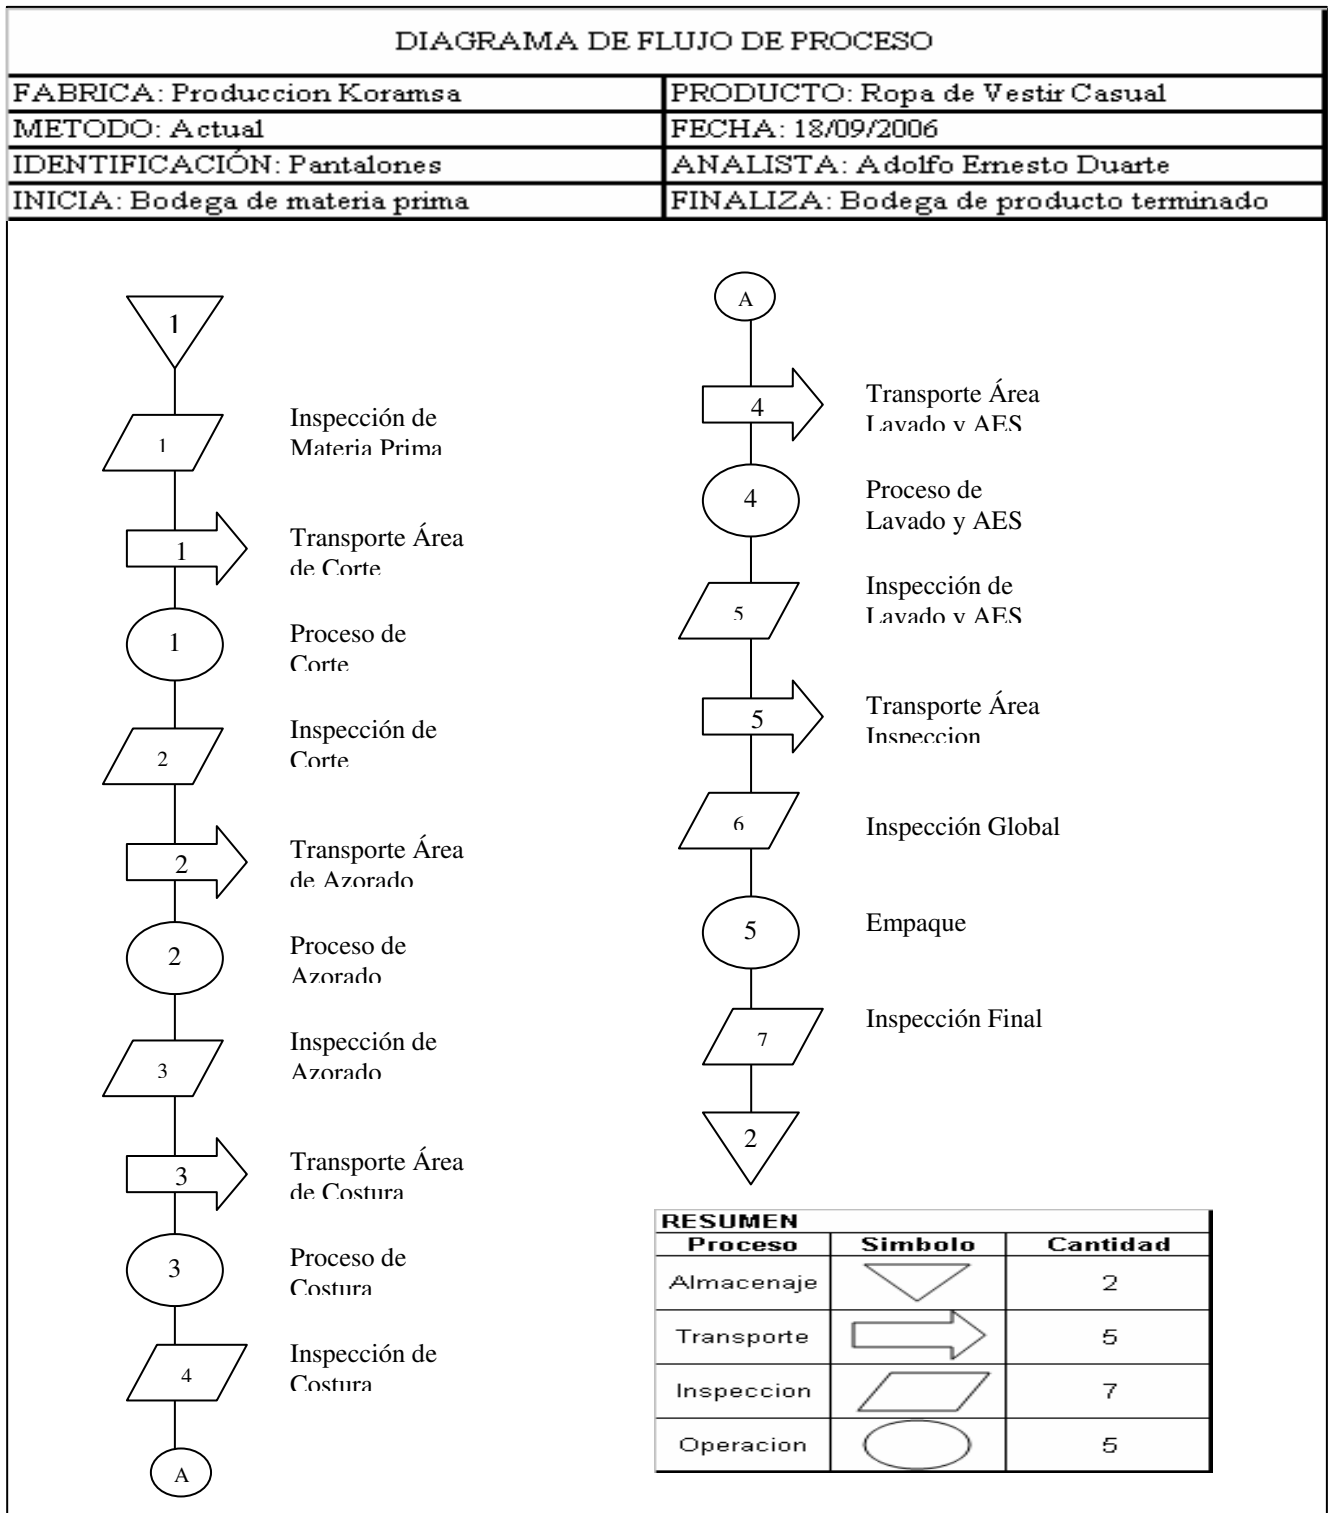 DIAGRAMA DE FLUJO DE PROCESO
FABRICA: Produccion Koramsa
PRODUCTO: Ropa de Vestir Casual
METODO: Actual
FECHA: 18/09/2006
IDENTIFICACIÓN: Pantalones
ANALISTA: Adolfo Ernesto Duarte
INICIA: Bodega de materia prima
FINALIZA: Bodega de producto terminado
1
1
Inspección de
Materia Prima
1
Transporte Área
de Corte
1
Proceso de
Corte
2
Inspección de
Corte
2
Transporte Área
de Azorado
2
Proceso de
Azorado
3
Inspección de
Azorado
3
Transporte Área
de Costura
3
Proceso de
Costura
4
Inspección de
Costura
A
A
4
Transporte Área
Lavado y AES
4
Proceso de
Lavado y AES
5
Inspección de
Lavado y AES
5
Transporte Área
Inspeccion
6
Inspección Global
5
Empaque
7
Inspección Final
2
RESUMEN
Proceso Simbolo Cantidad
Almacenaje 2
Transporte 5
Inspeccion 7
Operacion 5